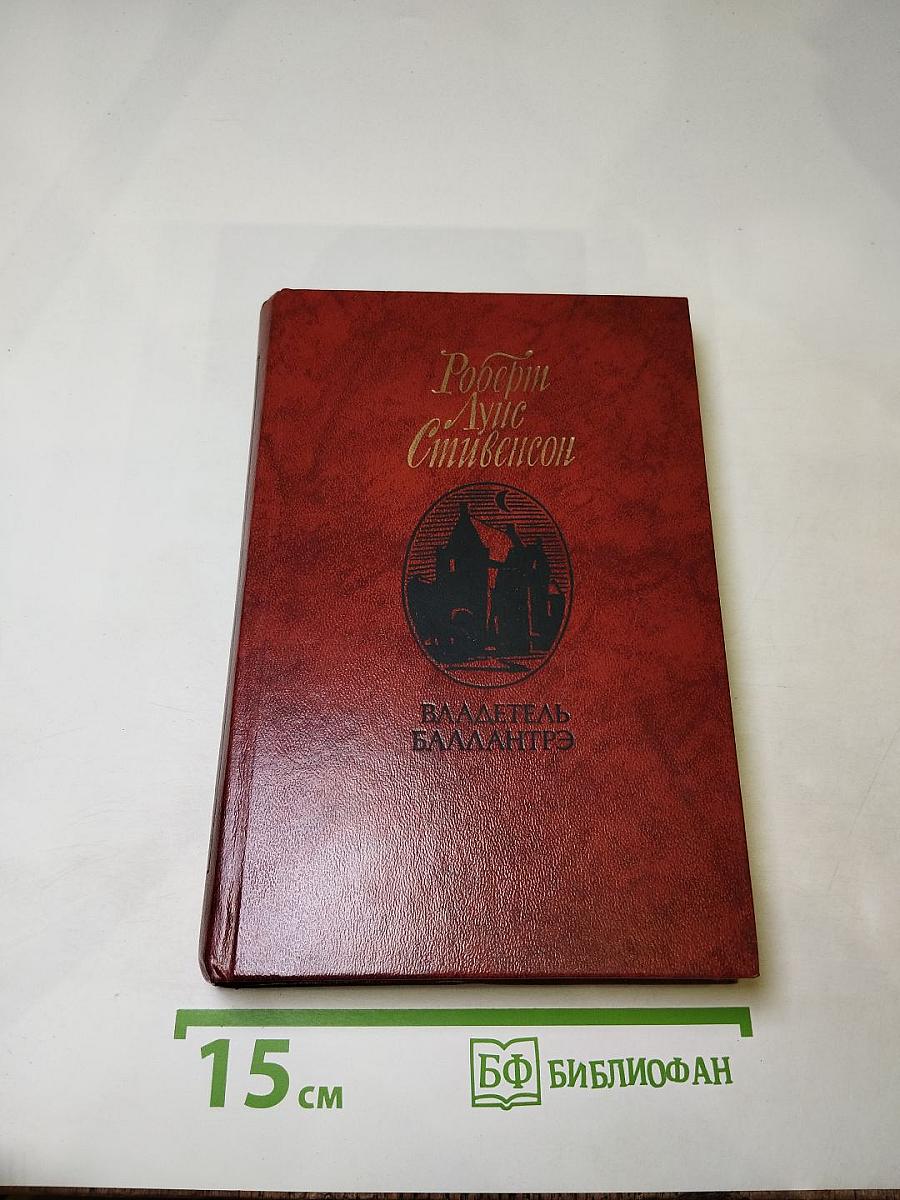 Роберт
Луис
Стивенсон
ВЛАДЕТЕЛЬ
БАЛЛАНТРЭ
15 см
БФ БИБЛИОФАН